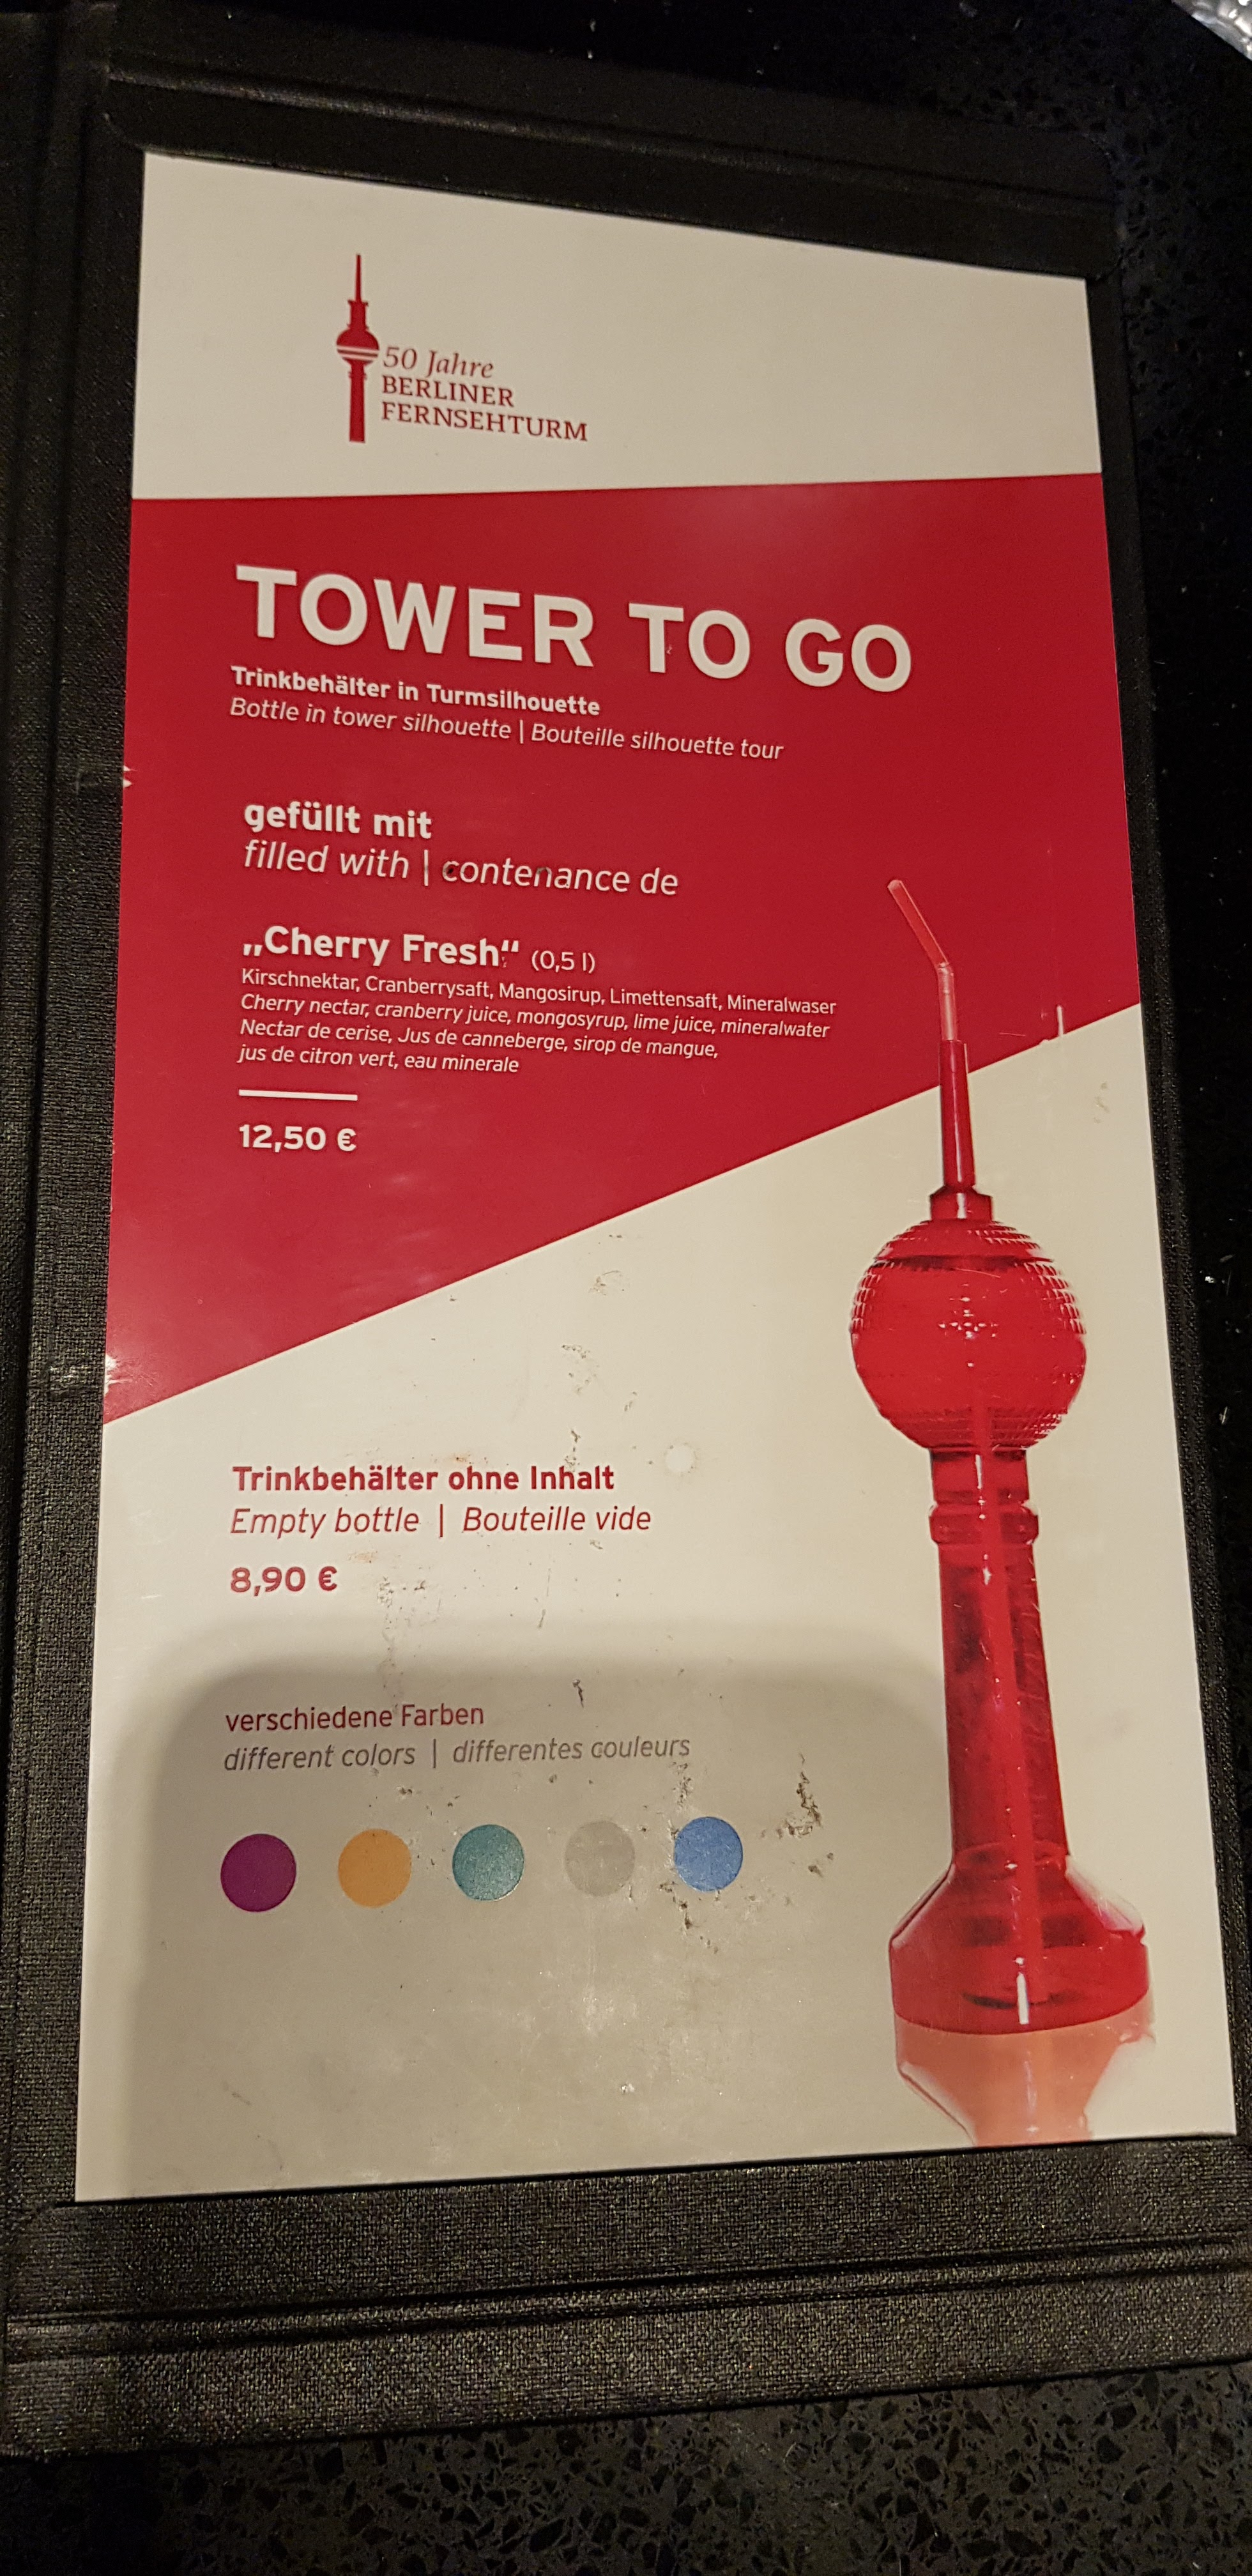 50 Jahre
BERLINER
FERNSEHTURM
TOWER TO GO
Trinkbehälter in Turmsilhouette
Bottle in tower silhouette | Bouteille silhouette tour
gefüllt mit
filled with | contenance de
„Cherry Fresh“ (0,5 l)
Kirschnektar, Cranberrysaft, Mangosirup, Limettensaft, Mineralwaser
Cherry nectar, cranberry juice, mongosyrup, lime juice, mineralwater
Nectar de cerise, Jus de canneberge, sirop de mangue,
jus de citron vert, eau minerale
12,50 €
Trinkbehälter ohne Inhalt
Empty bottle | Bouteille vide
8,90 €
verschiedene Farben
different colors | differentes couleurs